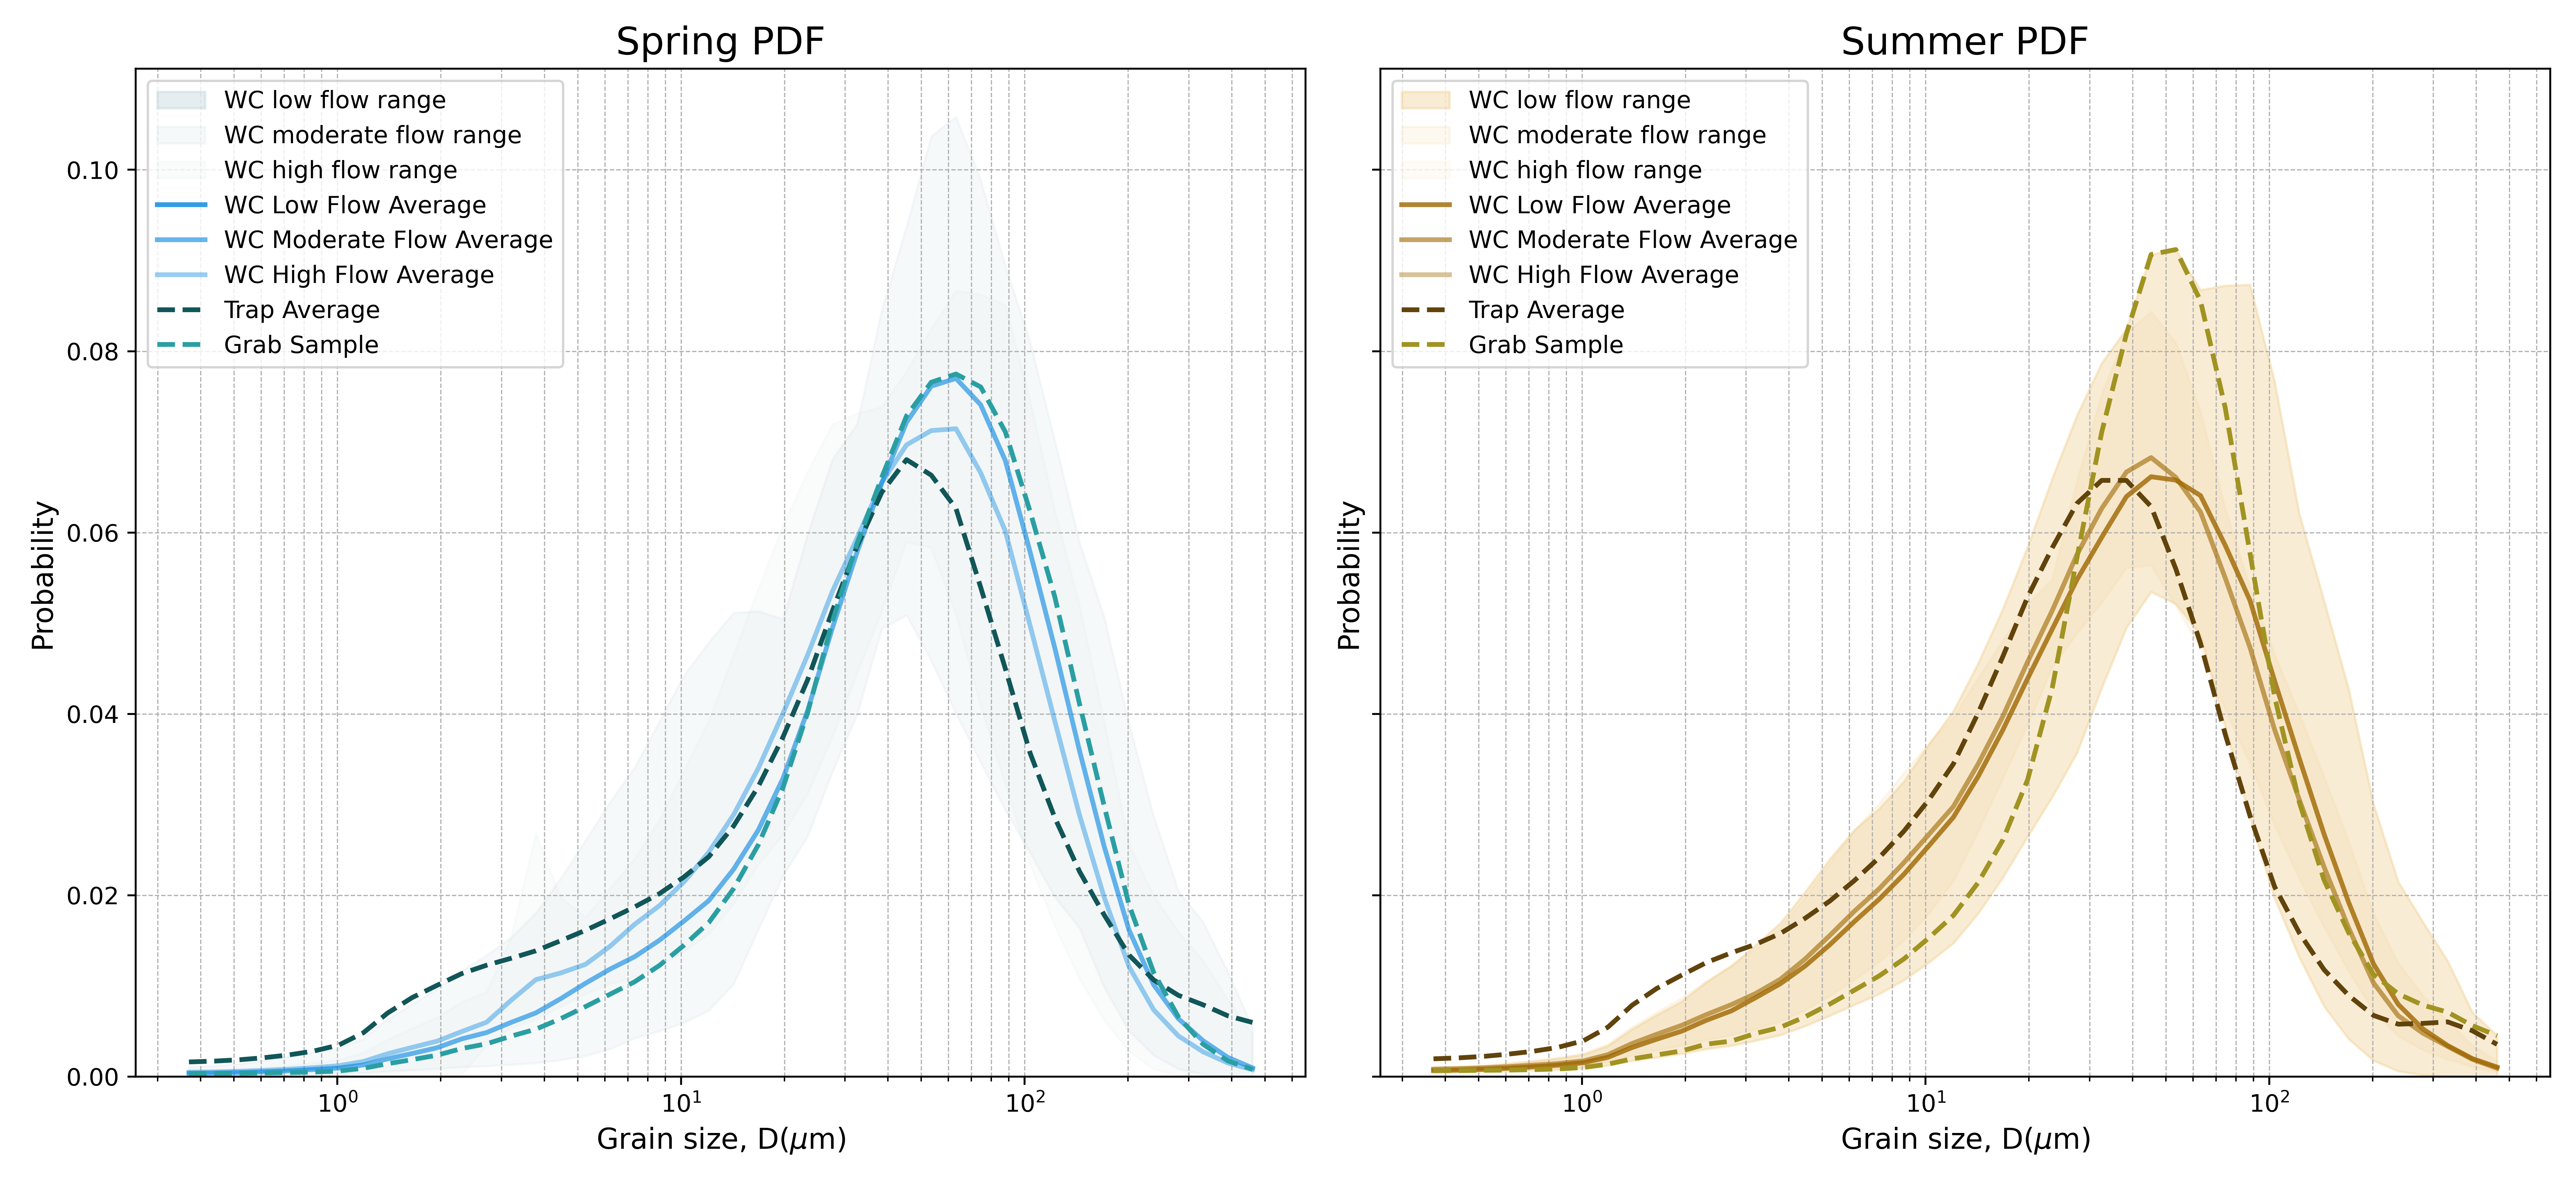 Spring PDF
WC low flow range
WC moderate flow range
WC high flow range
WC Low Flow Average
WC Moderate Flow Average
WC High Flow Average
Trap Average
Grab Sample
0.10
0.08
0.06
0.04
0.02
0.00
Probability
10⁰
10¹
10²
Grain size, D(μm)
Summer PDF
WC low flow range
WC moderate flow range
WC high flow range
WC Low Flow Average
WC Moderate Flow Average
WC High Flow Average
Trap Average
Grab Sample
Probability
10⁰
10¹
10²
Grain size, D(μm)